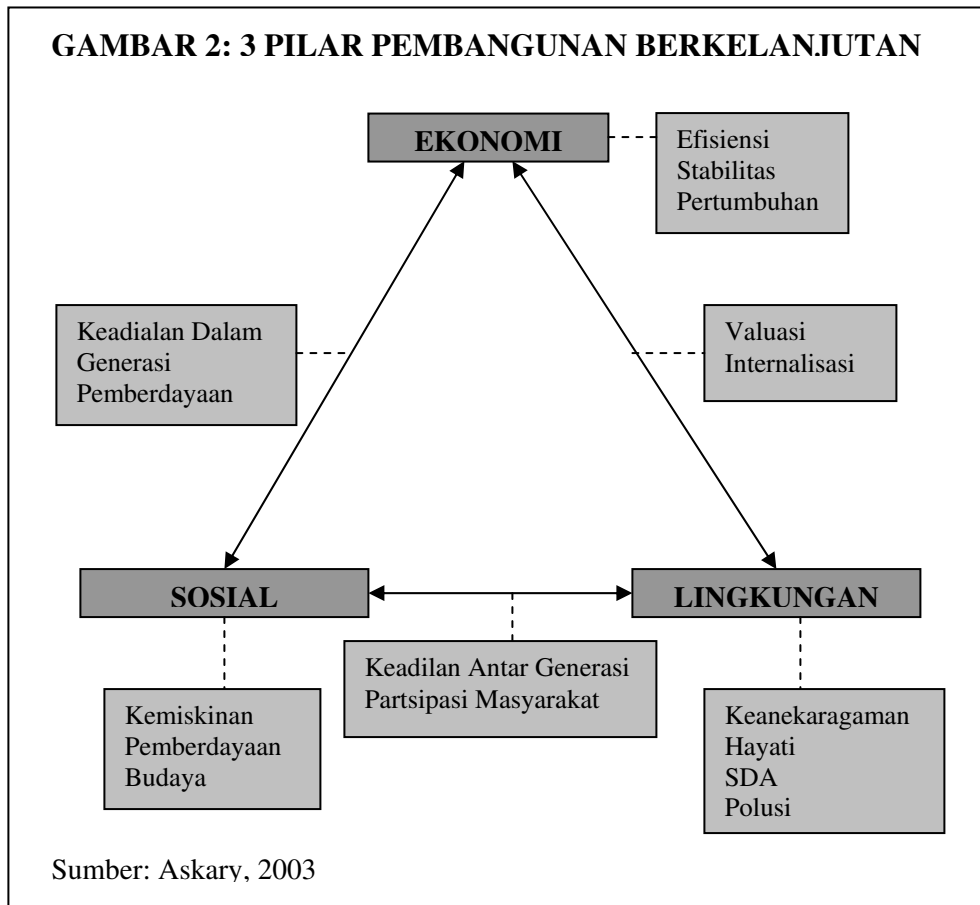 GAMBAR 2: 3 PILAR PEMBANGUNAN BERKELANJUTAN
EKONOMI
Efisiensi
Stabilitas
Pertumbuhan
Keadialan Dalam
Generasi
Pemberdayaan
Valuasi
Internalisasi
SOSIAL
LINGKUNGAN
Keadilan Antar Generasi
Partsipasi Masyarakat
Kemiskinan
Pemberdayaan
Budaya
Keanekaragaman
Hayati
SDA
Polusi
Sumber: Askary, 2003